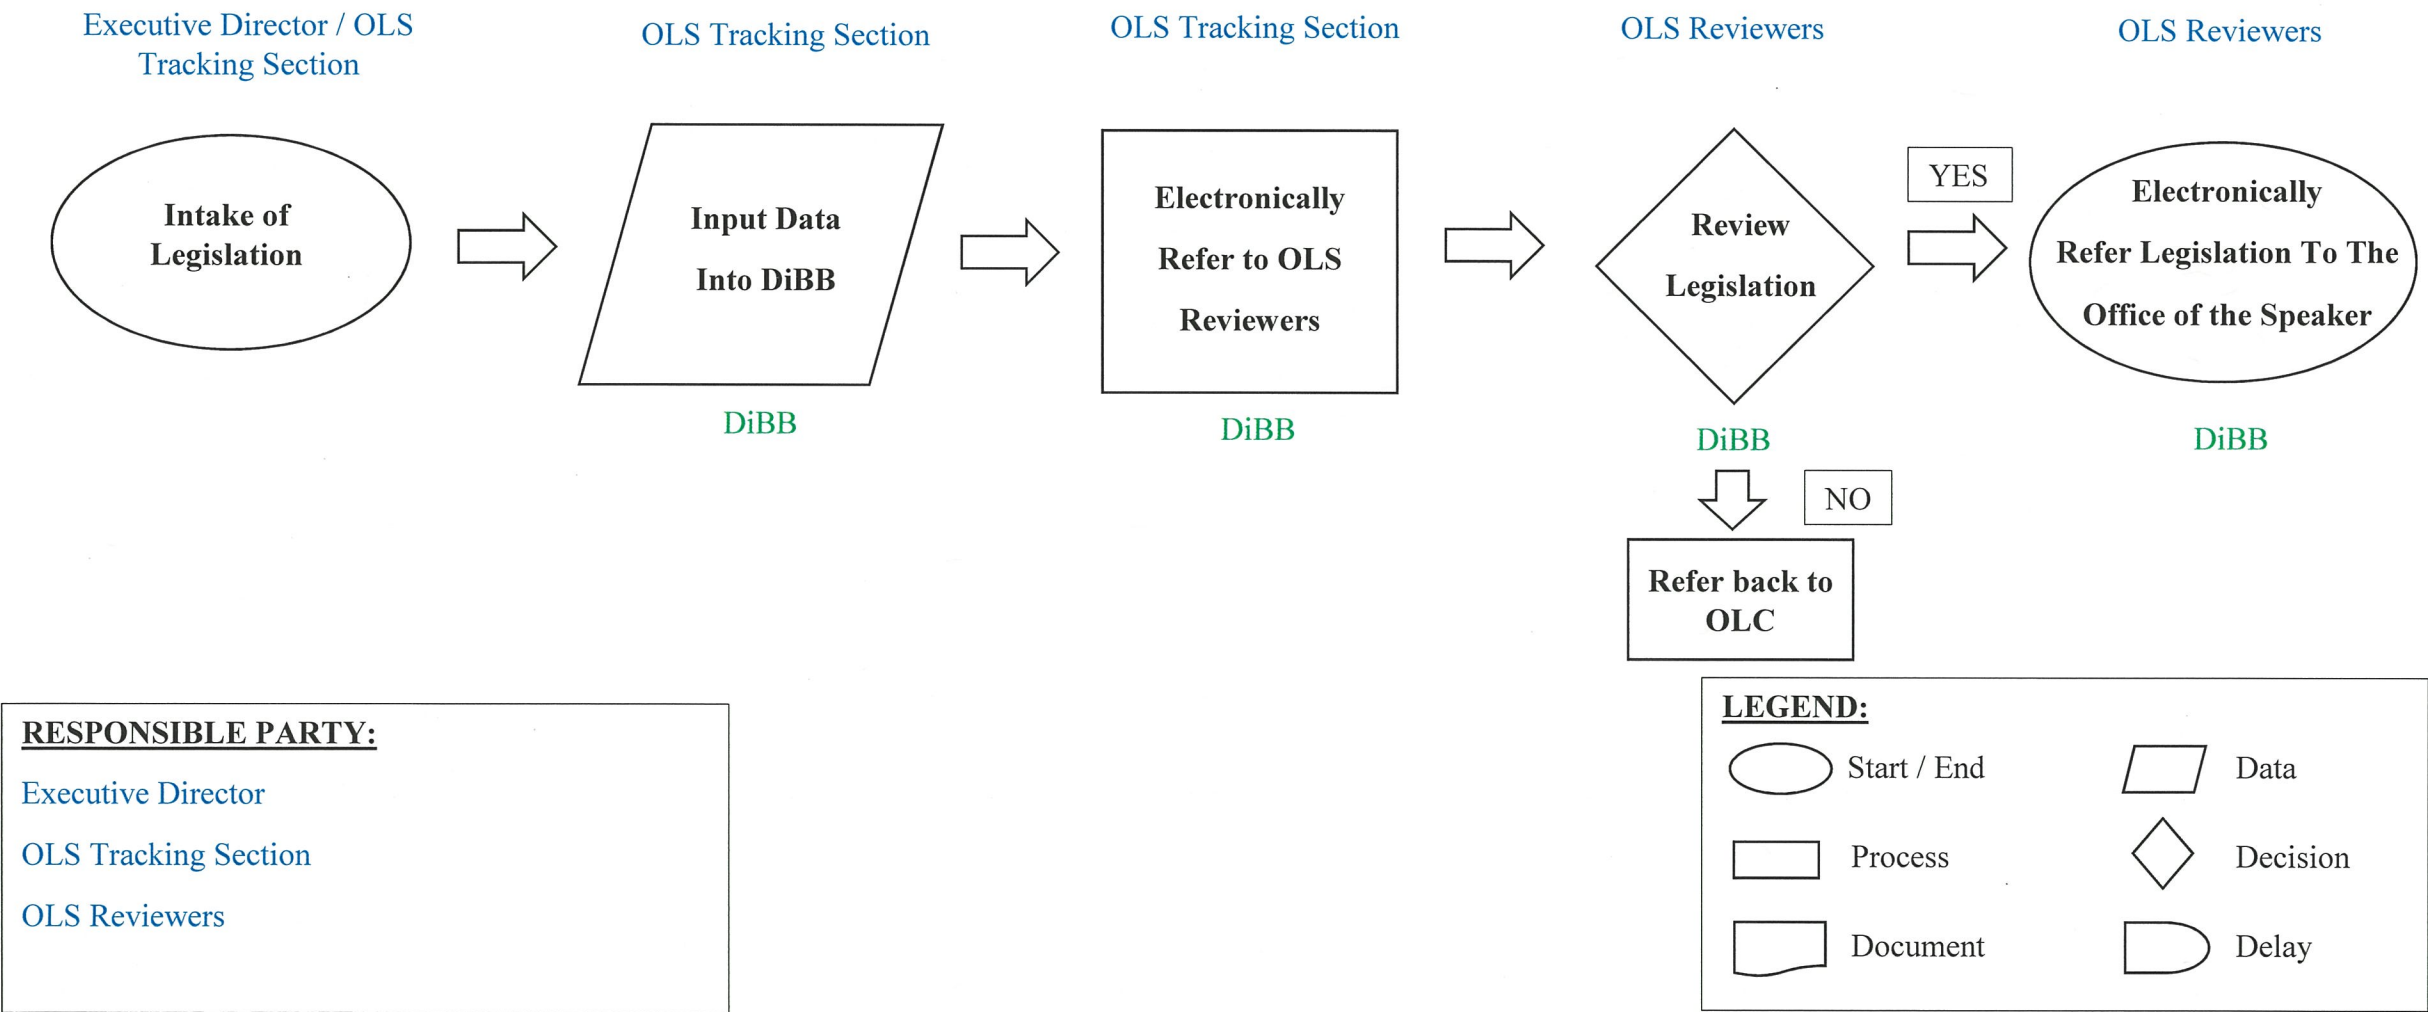 Executive Director / OLS
Tracking Section
OLS Tracking Section
OLS Tracking Section
OLS Reviewers
OLS Reviewers
Intake of
Legislation
Input Data
Into DiBB
DiBB
Electronically
Refer to OLS
Reviewers
DiBB
Review
Legislation
DiBB
YES
Electronically
Refer Legislation To The
Office of the Speaker
DiBB
NO
Refer back to
OLC
RESPONSIBLE PARTY:
Executive Director
OLS Tracking Section
OLS Reviewers
LEGEND:
Start / End
Data
Process
Decision
Document
Delay